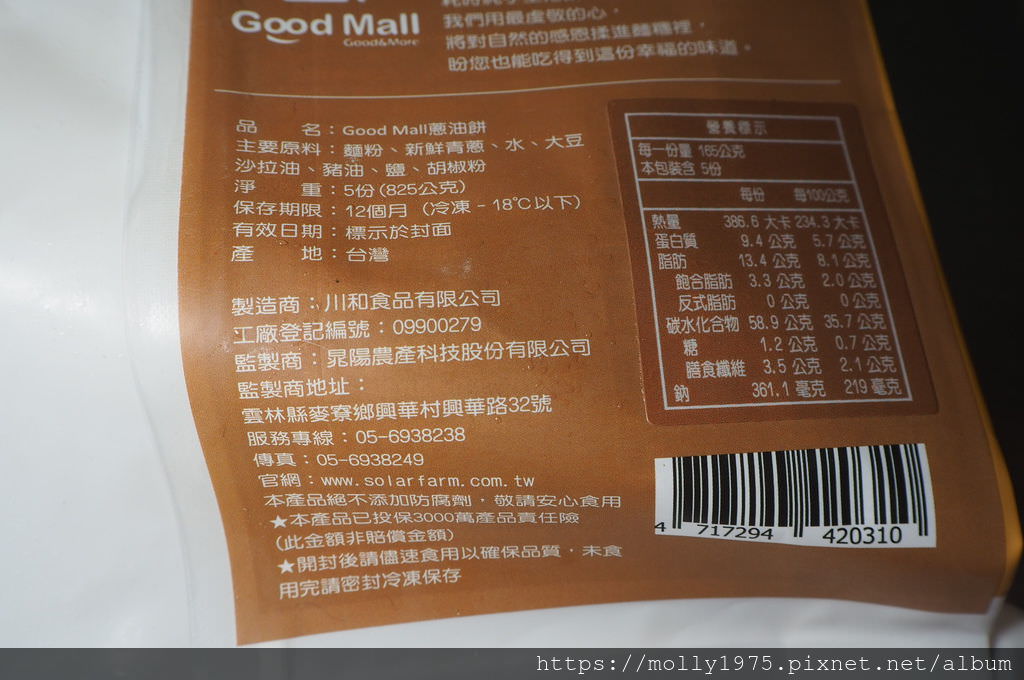 Good Mall
Good&More
我們用最虔敬的心，
將對自然的感恩揉進麵糰裡，
盼您也能吃得到這份幸福的味道。
品　　名：Good Mall蔥油餅
主要原料：麵粉、新鮮青蔥、水、大豆
沙拉油、豬油、鹽、胡椒粉
淨　　重：5份(825公克)
保存期限：12個月（冷凍－18℃以下）
有效日期：標示於封面
產　　地：台灣
製造商：川和食品有限公司
工廠登記編號：09900279
監製商：晁陽農產科技股份有限公司
監製商地址：
雲林縣麥寮鄉興華村興華路32號
服務專線：05-6938238
傳真：05-6938249
官網：www.solarfarm.com.tw
本產品絕不添加防腐劑，敬請安心食用
★本產品已投保3000萬產品責任險
(此金額非賠償金額)
★開封後請儘速食用以確保品質，未食
用完請密封冷凍保存
營養標示
每一份量 165公克
本包裝含 5份
每份 每100公克
熱量 386.6 大卡 234.3 大卡
蛋白質 9.4 公克 5.7 公克
脂肪 13.4 公克 8.1 公克
飽合脂肪 3.3 公克 2.0 公克
反式脂肪 0 公克 0 公克
碳水化合物 58.9 公克 35.7 公克
糖 1.2 公克 0.7 公克
膳食纖維 3.5 公克 2.1 公克
鈉 361.1 毫克 219 毫克
4 717294 420310
https://molly1975.pixnet.net/album